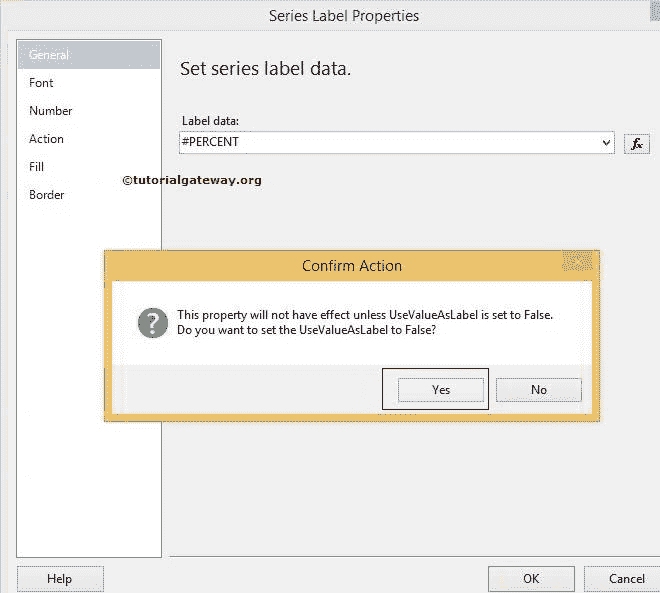 Series Label Properties
General
Font
Number
Action
Fill
Border
Set series label data.
Label data:
#PERCENT
fx
©tutorialgateway.org
Confirm Action
?
This property will not have effect unless UseValueAsLabel is set to False.
Do you want to set the UseValueAsLabel to False?
Yes
No
Help
OK
Cancel